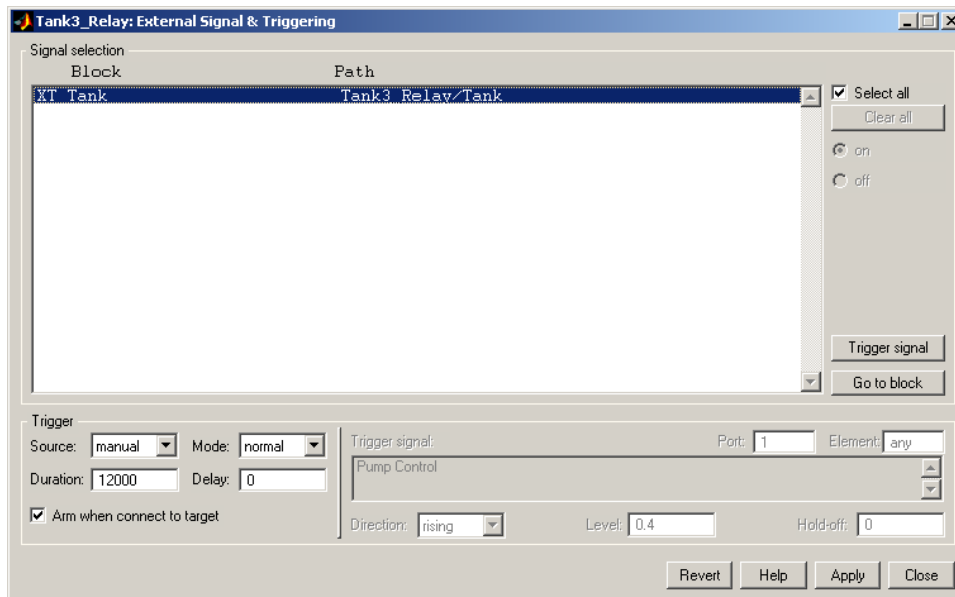 Tank3_Relay: External Signal & Triggering
Signal selection
Block Path
XT Tank Tank3 Relay/Tank
Select all
Clear all
on
off
Trigger signal
Go to block
Trigger
Source: manual Mode: normal
Duration: 12000 Delay: 0
Arm when connect to target
Trigger signal: Port: 1 Element: any
Pump Control
Direction: rising Level: 0.4 Hold-off: 0
Revert Help Apply Close